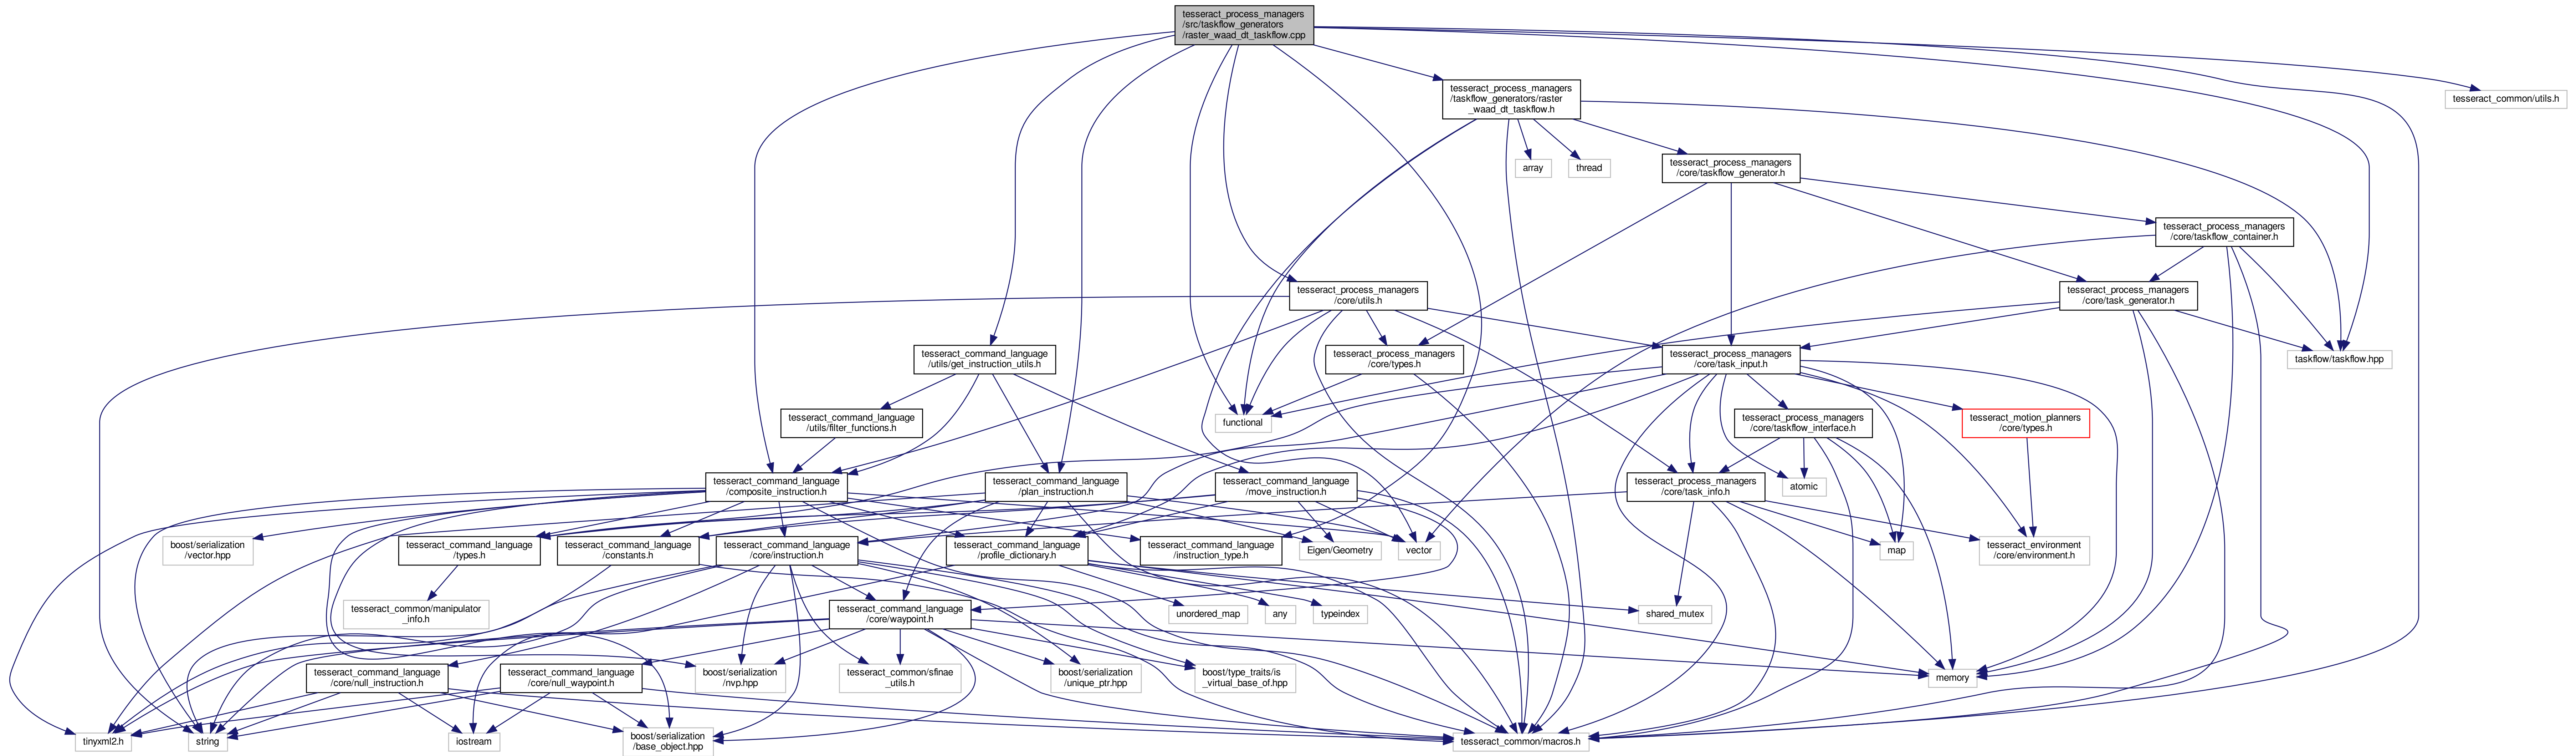 tesseract_process_managers
/src/taskflow_generators
/raster_waad_dt_taskflow.cpp
tesseract_process_managers
/taskflow_generators/raster
_waad_dt_taskflow.h
tesseract_common/utils.h
array
thread
tesseract_process_managers
/core/taskflow_generator.h
tesseract_process_managers
/core/taskflow_container.h
tesseract_process_managers
/core/utils.h
tesseract_process_managers
/core/task_generator.h
tesseract_command_language
/utils/get_instruction_utils.h
tesseract_process_managers
/core/types.h
tesseract_process_managers
/core/task_input.h
taskflow/taskflow.hpp
tesseract_command_language
/utils/filter_functions.h
functional
tesseract_process_managers
/core/taskflow_interface.h
tesseract_motion_planners
/core/types.h
tesseract_command_language
/composite_instruction.h
tesseract_command_language
/plan_instruction.h
tesseract_command_language
/move_instruction.h
tesseract_process_managers
/core/task_info.h
atomic
boost/serialization
/vector.hpp
tesseract_command_language
/types.h
tesseract_command_language
/constants.h
tesseract_command_language
/core/instruction.h
tesseract_command_language
/profile_dictionary.h
tesseract_command_language
/instruction_type.h
Eigen/Geometry
vector
map
tesseract_environment
/core/environment.h
tesseract_common/manipulator
_info.h
tesseract_command_language
/core/waypoint.h
unordered_map
any
typeindex
shared_mutex
tesseract_command_language
/core/null_instruction.h
tesseract_command_language
/core/null_waypoint.h
boost/serialization
/nvp.hpp
tesseract_common/sfinae
_utils.h
boost/serialization
/unique_ptr.hpp
boost/type_traits/is
_virtual_base_of.hpp
memory
tinyxml2.h
string
iostream
boost/serialization
/base_object.hpp
tesseract_common/macros.h